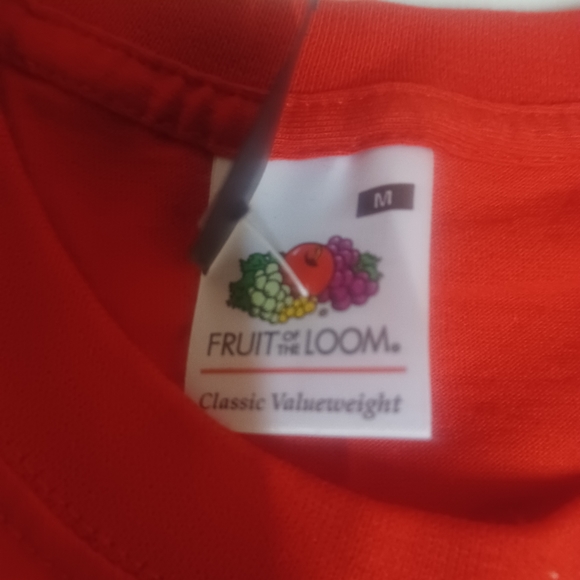 M
FRUIT OF THE LOOM®
Classic Valueweight